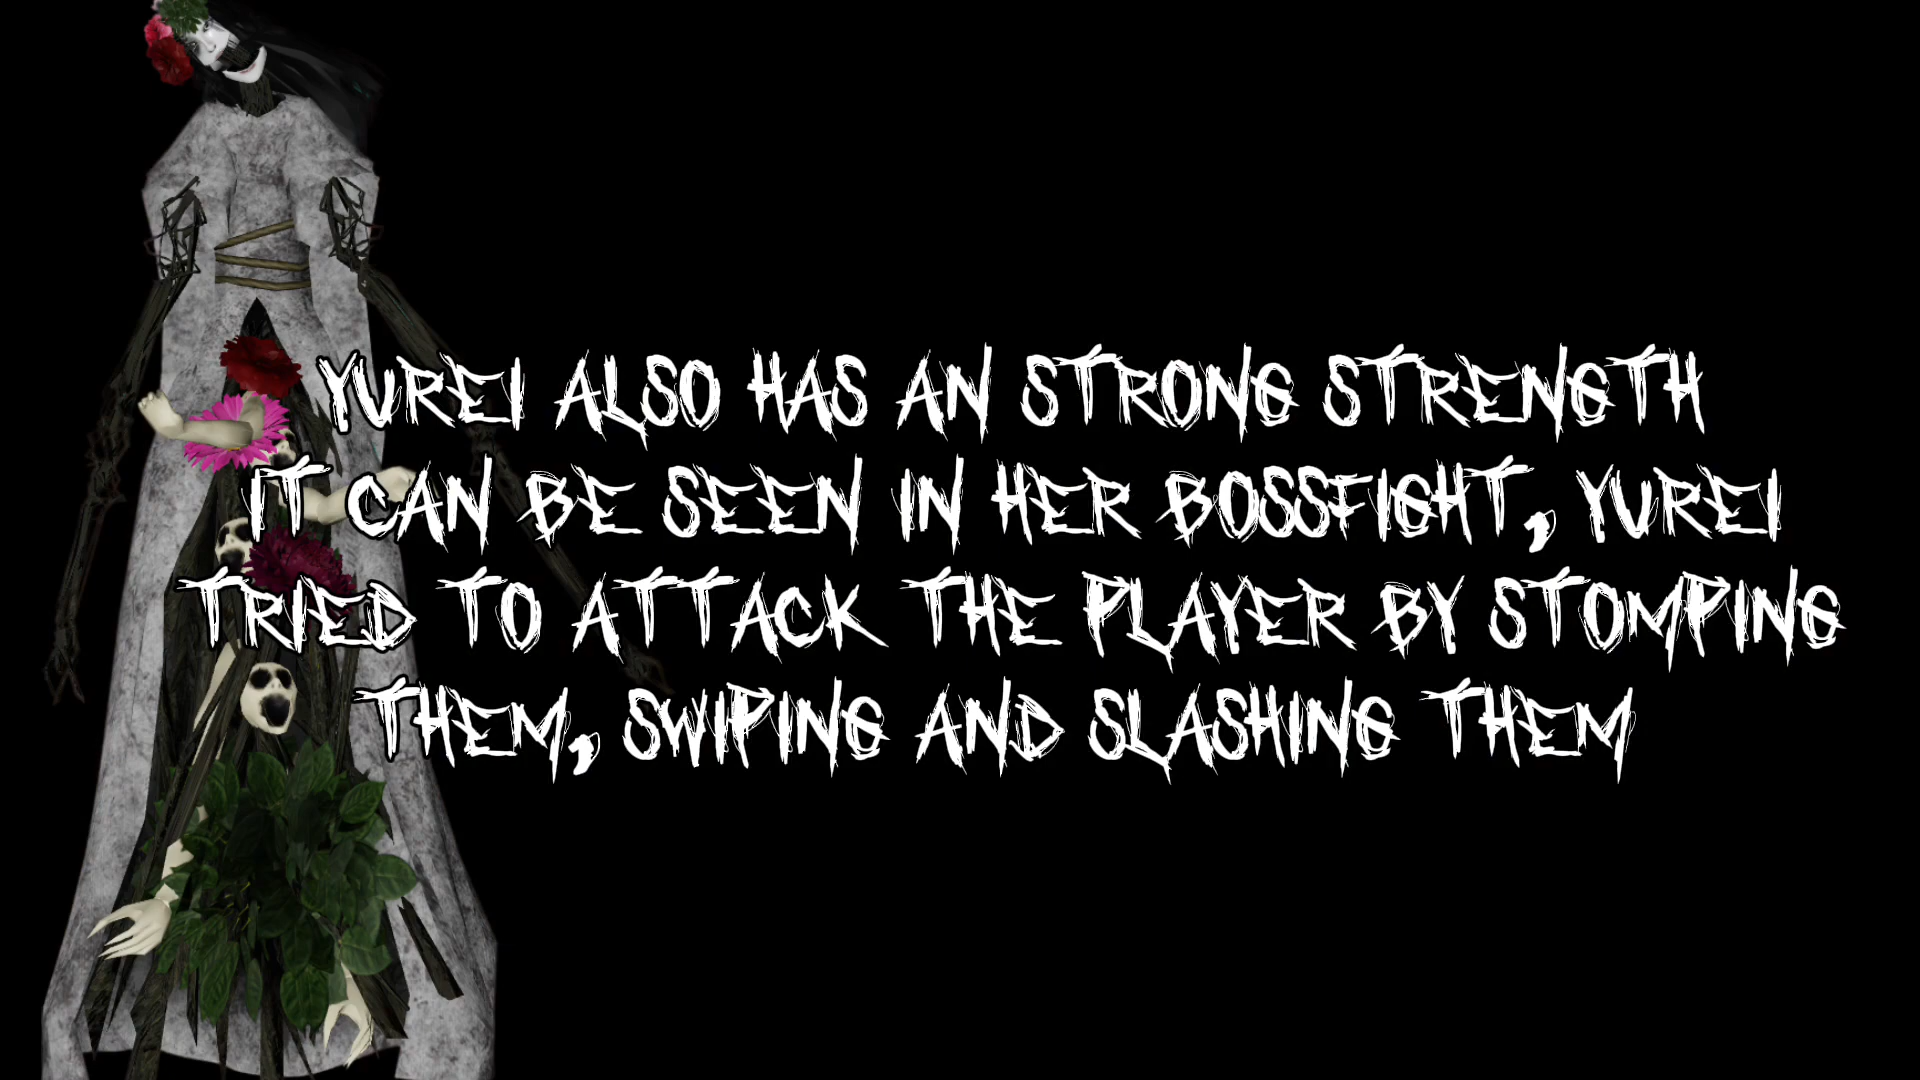 YUREI ALSO HAS AN STRONG STRENGTH
IT CAN BE SEEN IN HER BOSSFIGHT, YUREI
TRIED TO ATTACK THE PLAYER BY STOMPING
THEM, SWIPING AND SLASHING THEM